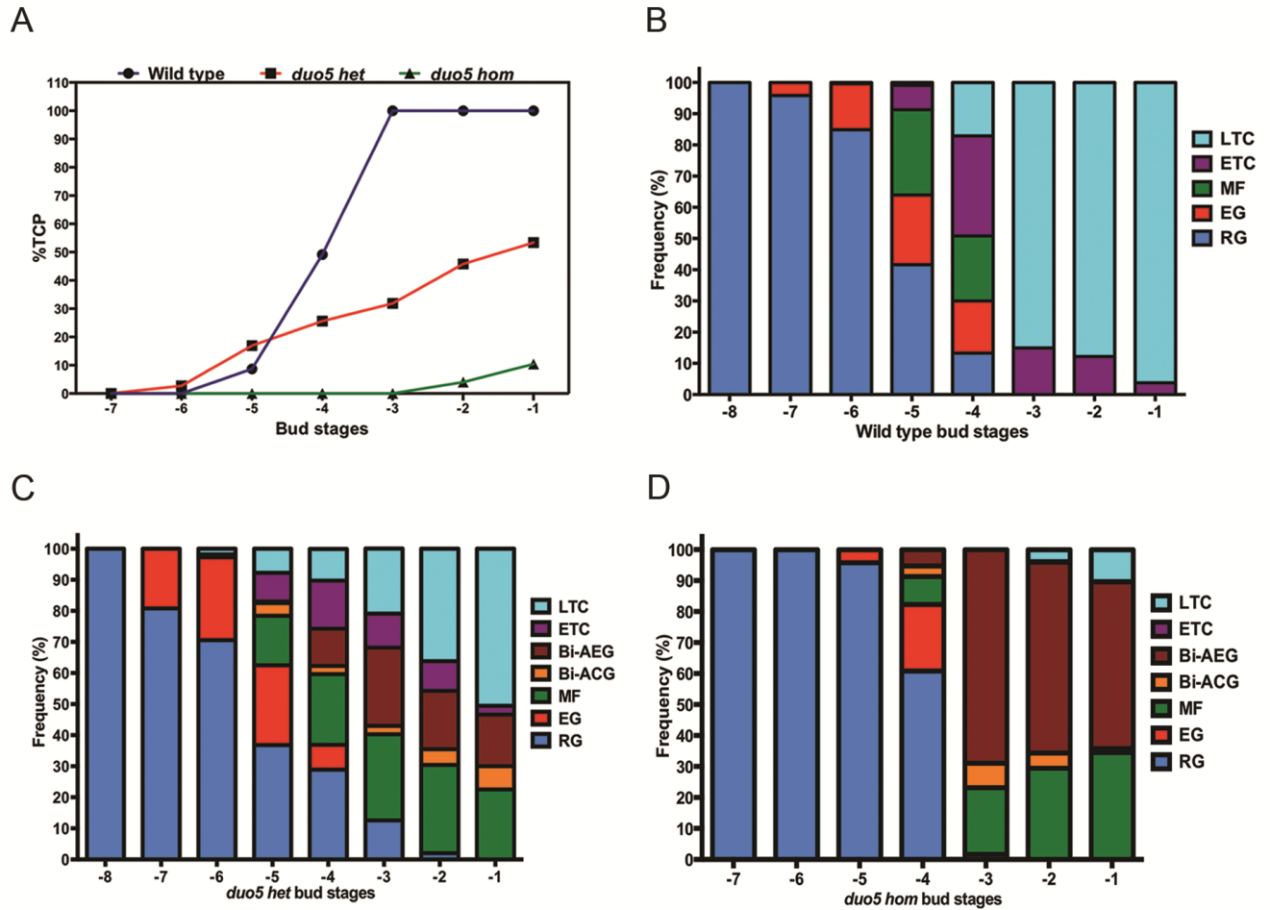 A
Wild type duo5 het duo5 hom
110
100
90
80
70
60
50
40
30
20
10
0
%TCP
-7 -6 -5 -4 -3 -2 -1
Bud stages
B
100
90
80
70
60
50
40
30
20
10
0
Frequency (%)
-8 -7 -6 -5 -4 -3 -2 -1
Wild type bud stages
LTC
ETC
MF
EG
RG
C
100
90
80
70
60
50
40
30
20
10
0
Frequency (%)
-8 -7 -6 -5 -4 -3 -2 -1
duo5 het bud stages
LTC
ETC
Bi-AEG
Bi-ACG
MF
EG
RG
D
100
90
80
70
60
50
40
30
20
10
0
Frequency (%)
-7 -6 -5 -4 -3 -2 -1
duo5 hom bud stages
LTC
ETC
Bi-AEG
Bi-ACG
MF
EG
RG